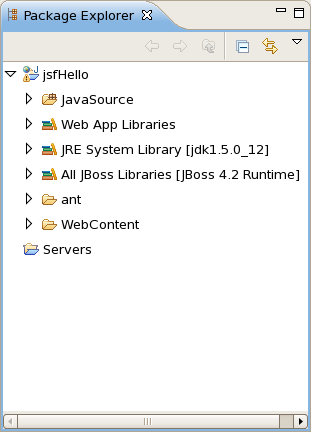 Package Explorer
jsfHello
JavaSource
Web App Libraries
JRE System Library [jdk1.5.0_12]
All JBoss Libraries [JBoss 4.2 Runtime]
ant
WebContent
Servers